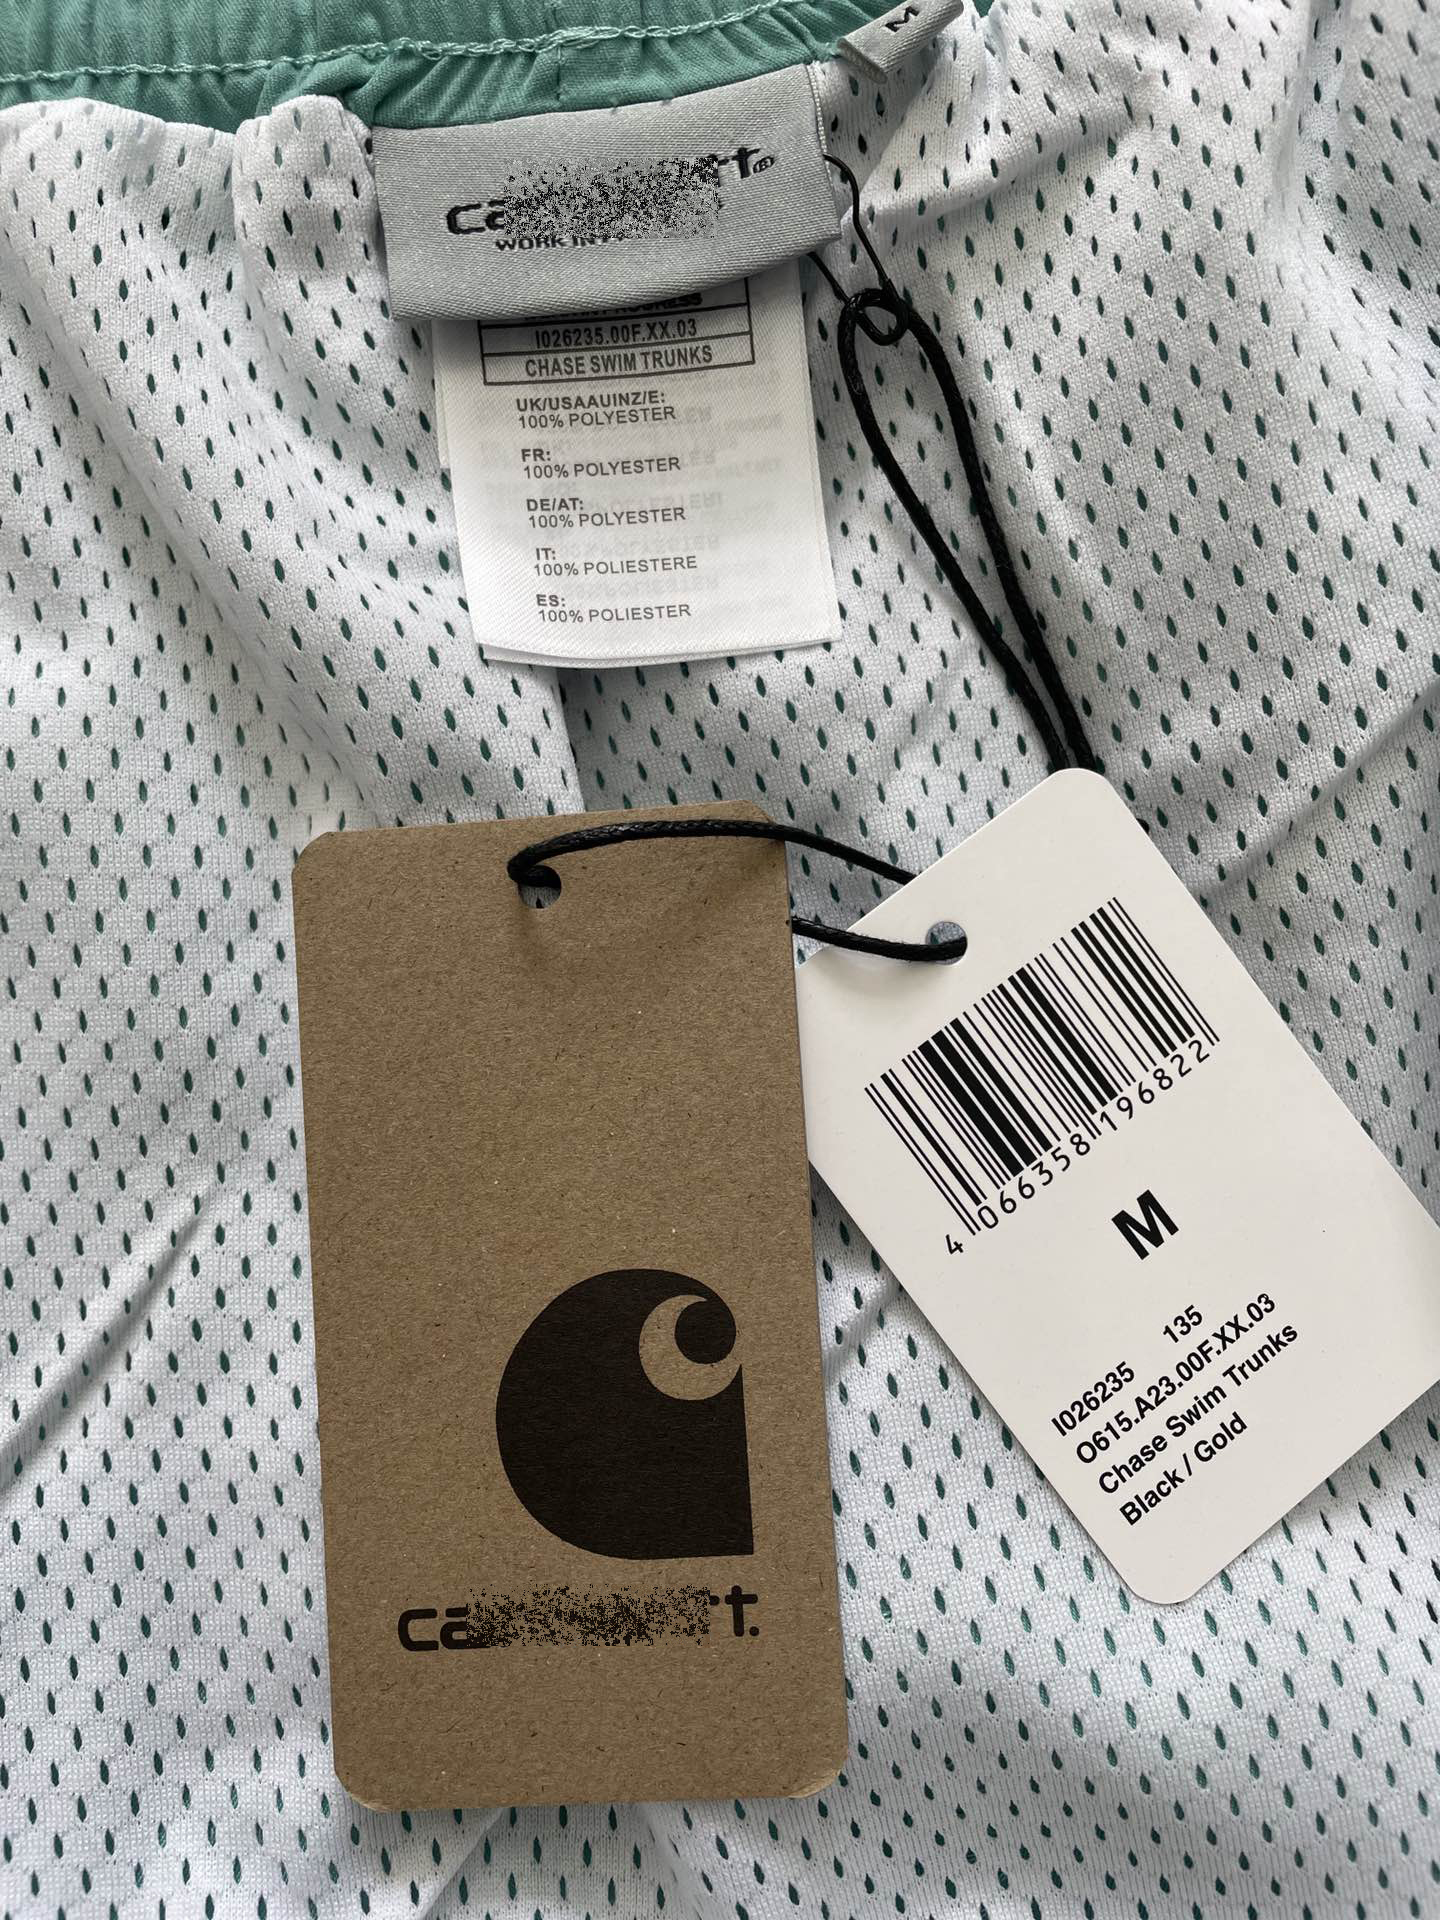 M
WORK IN
I026235.00F.XX.03
CHASE SWIM TRUNKS
UK/USAAUINZ/E:
100% POLYESTER
FR:
100% POLYESTER
DE/AT:
100% POLYESTER
IT:
100% POLIESTERE
ES:
100% POLIESTER
4 066358 196822
M
I026235 135
O615.A23.00F.XX.03
Chase Swim Trunks
Black / Gold